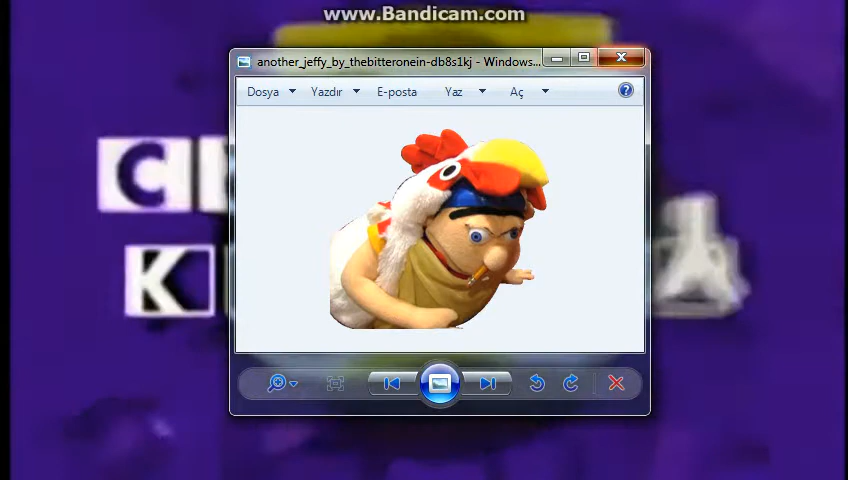 www.Bandicam.com
another_jeffy_by_thebitteronein-db8s1kj - Windows...
Dosya Yazdır E-posta Yaz Aç
C
K